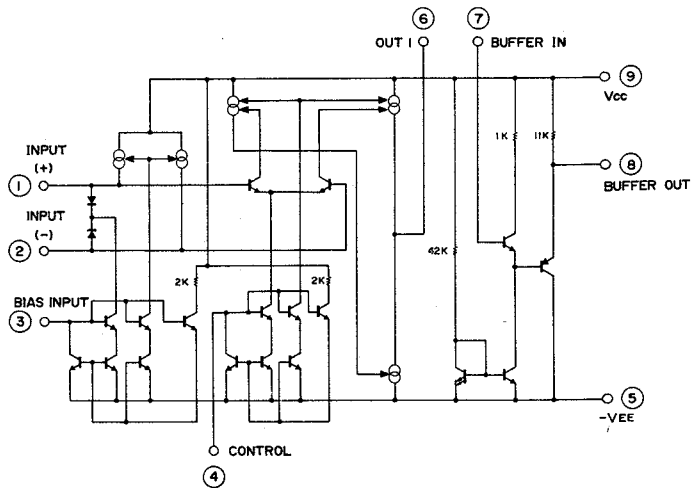 6
7
OUT 1
BUFFER IN
9
Vcc
1K
11K
INPUT
(+)
1
8
BUFFER OUT
INPUT
(-)
2
42K
2K
2K
BIAS INPUT
3
5
-VEE
CONTROL
4